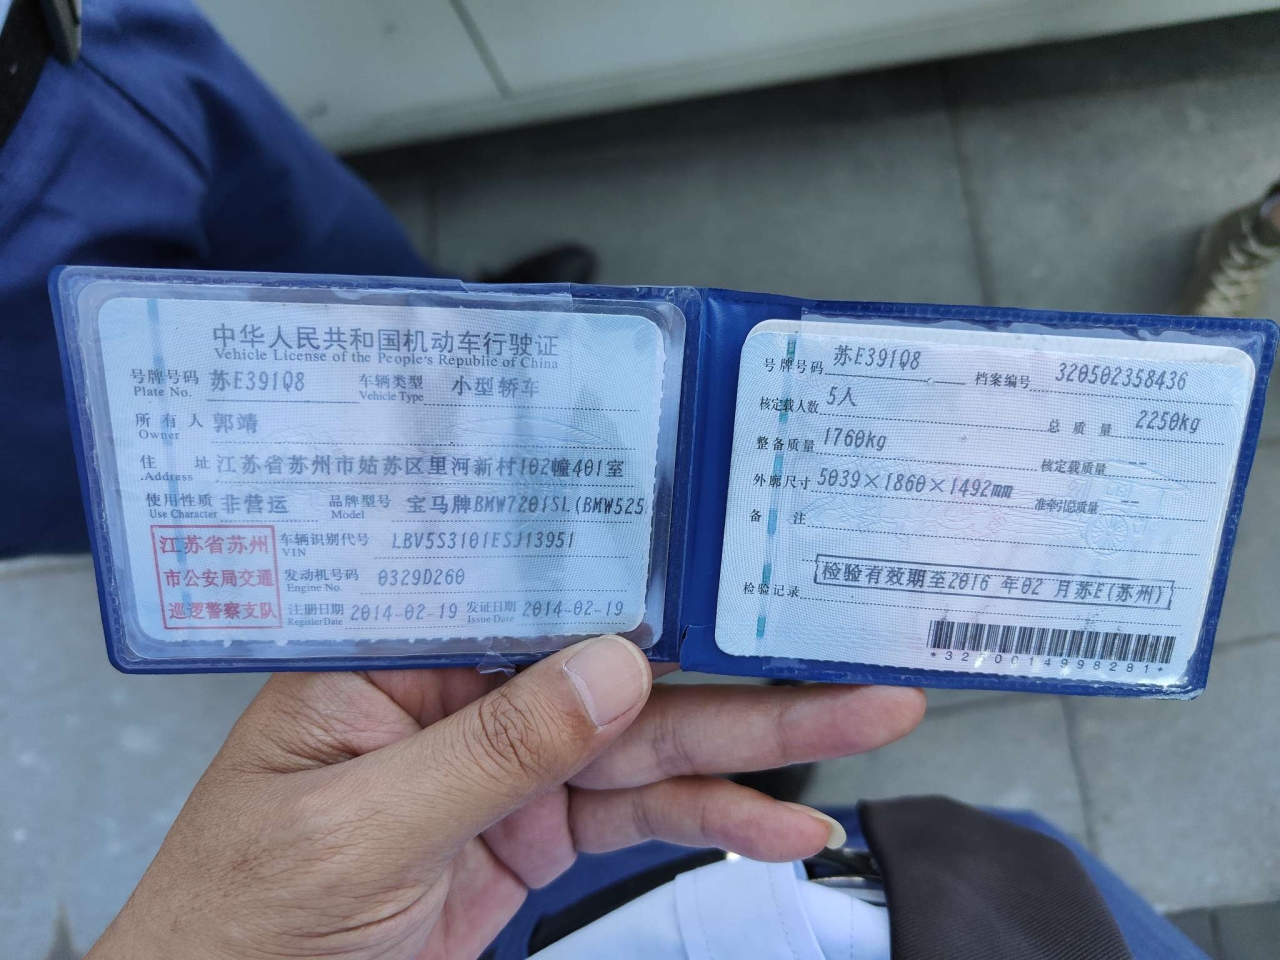 中华人民共和国机动车行驶证
Vehicle License of the People's Republic of China
号牌号码 苏E391Q8 车辆类型 小型轿车
Plate No. Vehicle Type
所有人 郭靖
Owner
住址 江苏省苏州市姑苏区里河新村102幢401室
Address
使用性质 非营运 品牌型号 宝马牌BMW7201SL(BMW525
Use Character Model
江苏省苏州
市公安局交通
巡逻警察支队
车辆识别代号 LBV5S3101ESJ13951
VIN
发动机号码 0329D260
Engine No.
注册日期 2014-02-19 发证日期 2014-02-19
Register Date Issue Date
号牌号码 苏E391Q8 档案编号 320502358436
核定载人数 5人 总质量 2250kg
整备质量 1760kg 核定载质量 --
外廓尺寸 5039×1860×1492mm 准牵引总质量 --
备注
检验记录 检验有效期至2016年02月苏E(苏州)